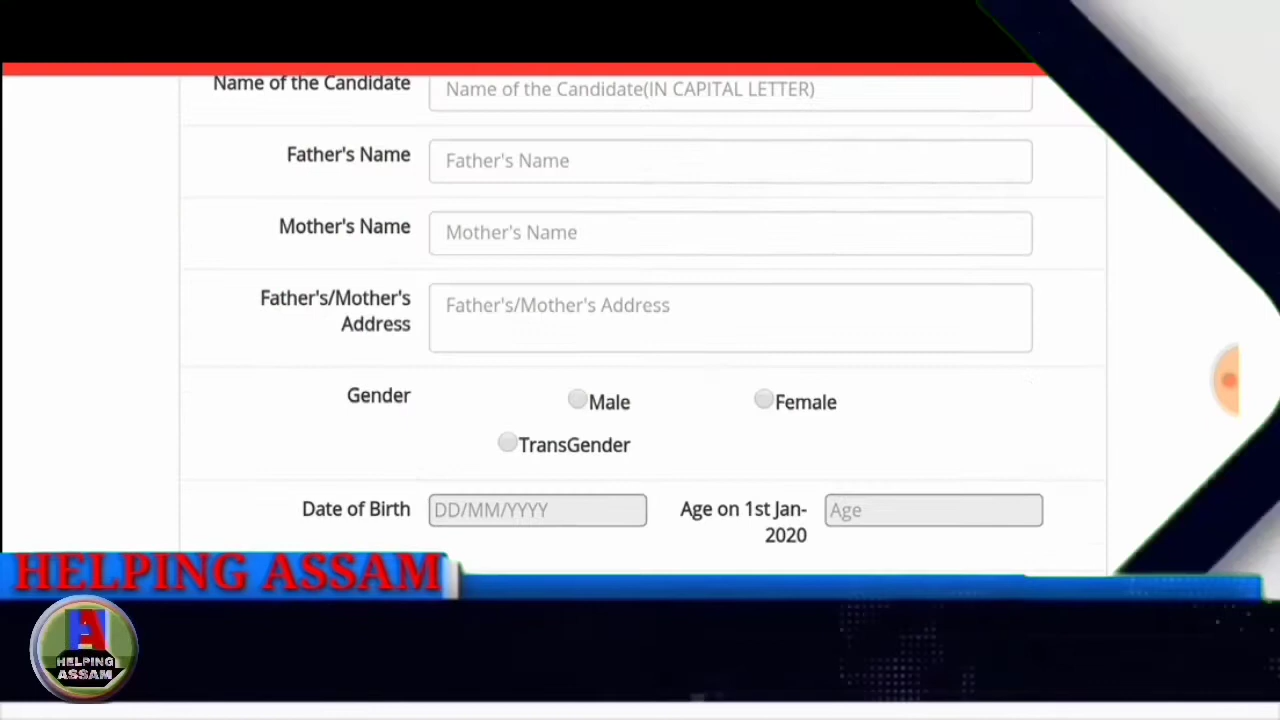 Name of the Candidate
Name of the Candidate(IN CAPITAL LETTER)
Father's Name
Father's Name
Mother's Name
Mother's Name
Father's/Mother's
Address
Father's/Mother's Address
Gender
Male
Female
TransGender
Date of Birth
DD/MM/YYYY
Age on 1st Jan-
2020
Age
HELPING ASSAM
A
HELPING
ASSAM